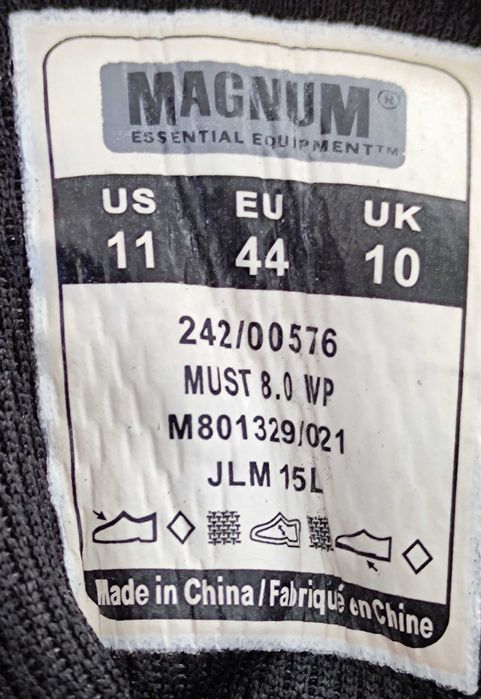 MAGNUM®
ESSENTIAL EQUIPMENT™
US EU UK
11 44 10
242/00576
MUST 8.0 WP
M801329/021
JLM 15L
Made in China/Fabriqué en Chine